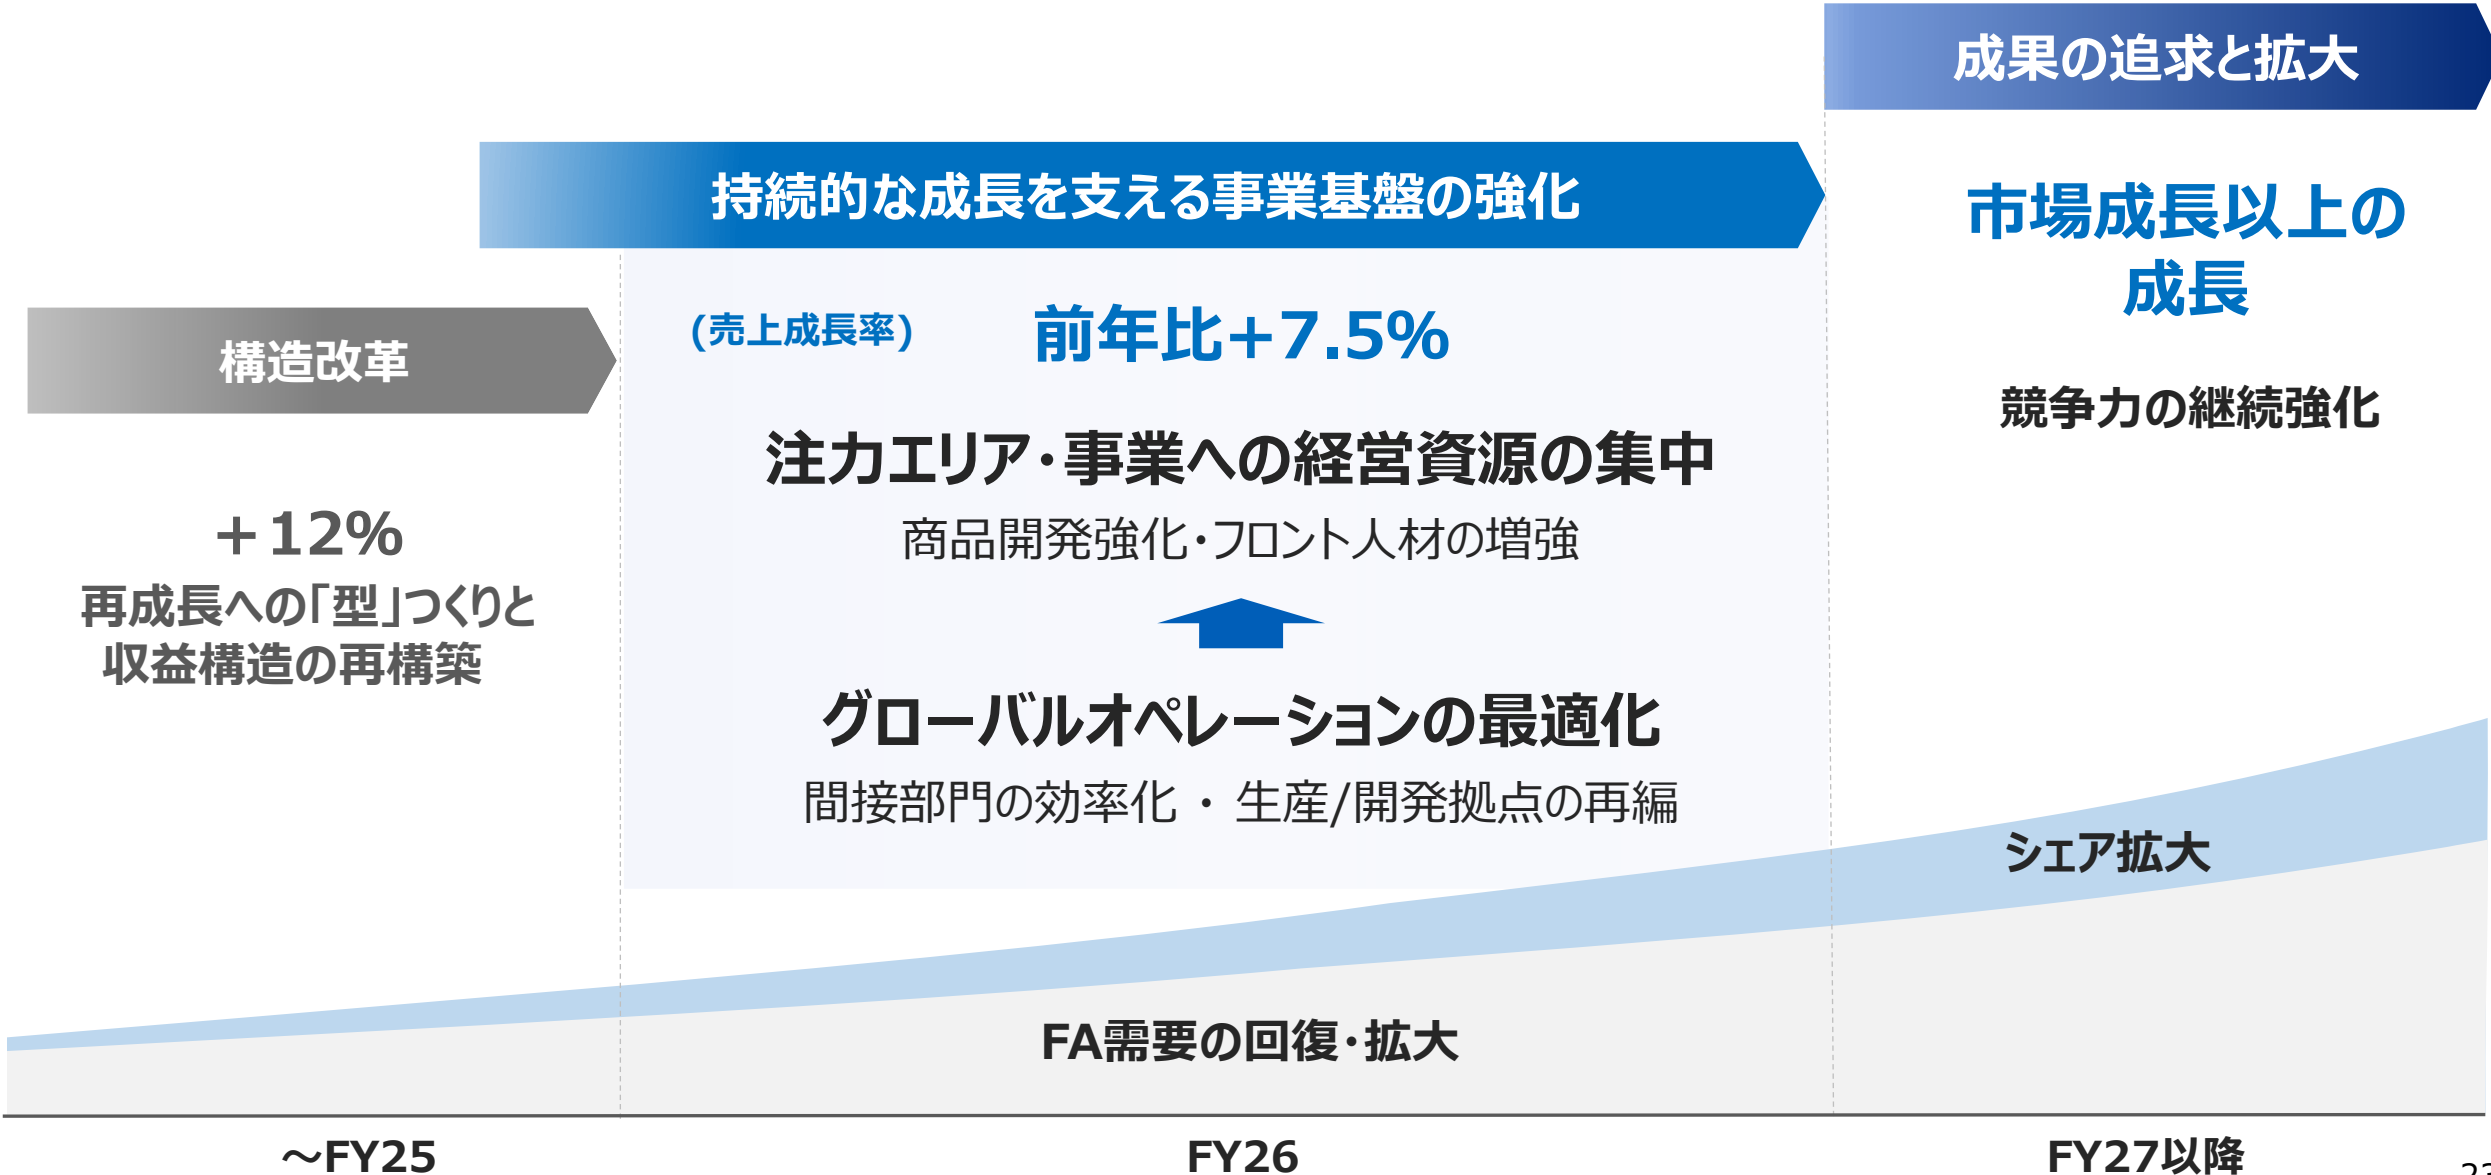 成果の追求と拡大
持続的な成長を支える事業基盤の強化
構造改革
+12%
再成長への「型」つくりと
収益構造の再構築
(売上成長率)
前年比+7.5%
注力エリア・事業への経営資源の集中
商品開発強化・フロント人材の増強
グローバルオペレーションの最適化
間接部門の効率化 ・ 生産/開発拠点の再編
市場成長以上の
成長
競争力の継続強化
シェア拡大
FA需要の回復・拡大
～FY25
FY26
FY27以降